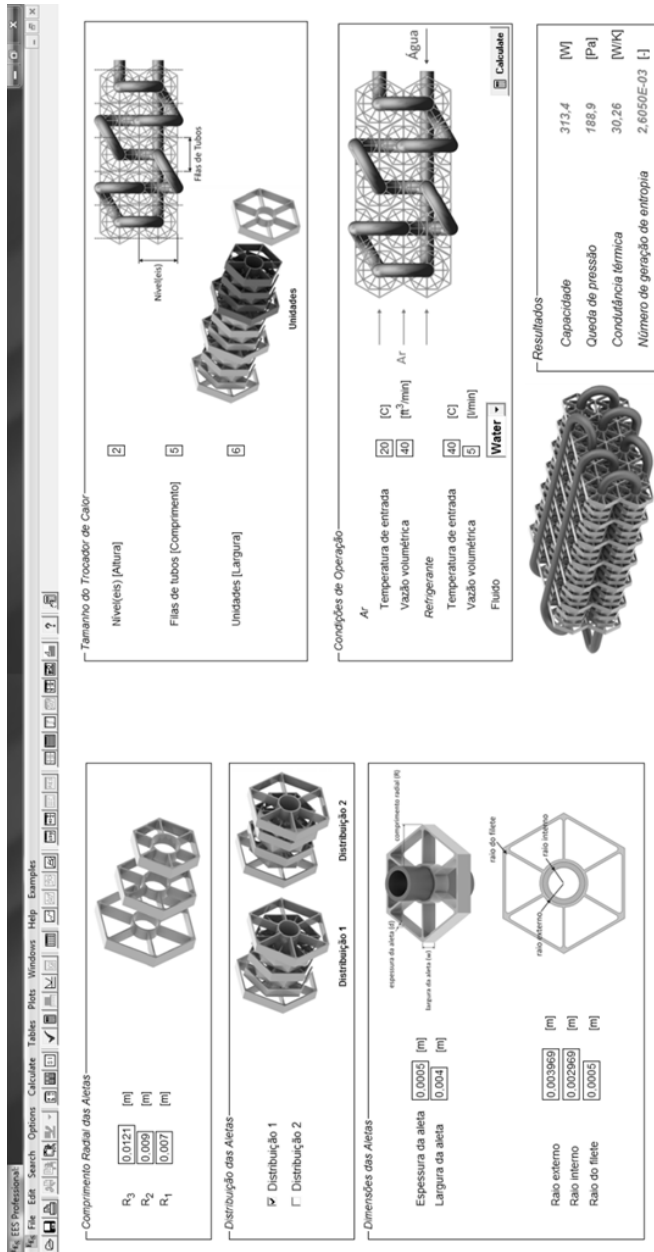 EES Professional:
File Edit Search Options Calculate Tables Plots Windows Help Examples
Comprimento Radial das Aletas
R3 0.0121 [m]
R2 0.009 [m]
R1 0.007 [m]
Distribuição das Aletas
Distribuição 1
Distribuição 2
Distribuição 1
Distribuição 2
Dimensões das Aletas
Espessura da aleta 0.0005 [m]
Largura da aleta 0.004 [m]
espessura da aleta (t)
largura da aleta (w)
comprimento radial (R)
Raio externo 0.003969 [m]
Raio interno 0.002969 [m]
Raio do filete 0.0005 [m]
raio do filete
raio interno
raio externo
Tamanho do Trocador de Calor
Nível(eis) [Altura] 2
Filas de tubos [Comprimento] 5
Unidades [Largura] 6
Nível(eis)
Filas de Tubos
Unidades
Condições de Operação
Ar
Temperatura de entrada 20 [C]
Vazão volumétrica 40 [ft3/min]
Refrigerante
Temperatura de entrada 40 [C]
Vazão volumétrica 5 [l/min]
Fluido Water
Ar
Água
Calculate
Resultados
Capacidade 313,4 [W]
Queda de pressão 188,9 [Pa]
Condutância térmica 30,26 [W/K]
Número de geração de entropia 2,6050E-03 [-]